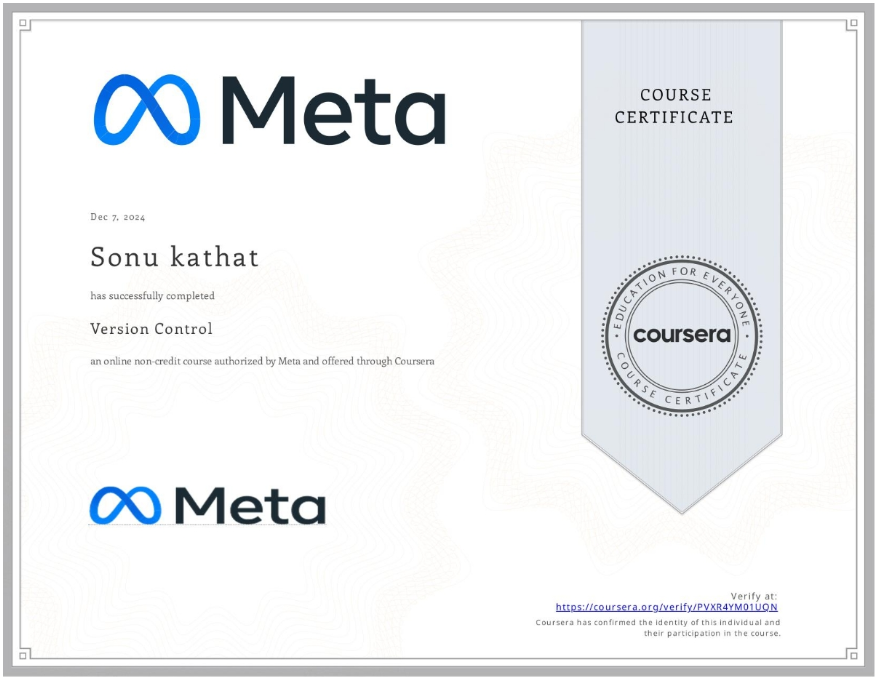 Meta
COURSE
CERTIFICATE
Dec 7, 2024
Sonu kathat
has successfully completed
Version Control
an online non-credit course authorized by Meta and offered through Coursera
EDUCATION FOR EVERYONE
coursera
COURSE CERTIFICATE
Meta
Verify at:
https://coursera.org/verify/PVXR4YM01UQN
Coursera has confirmed the identity of this individual and
their participation in the course.